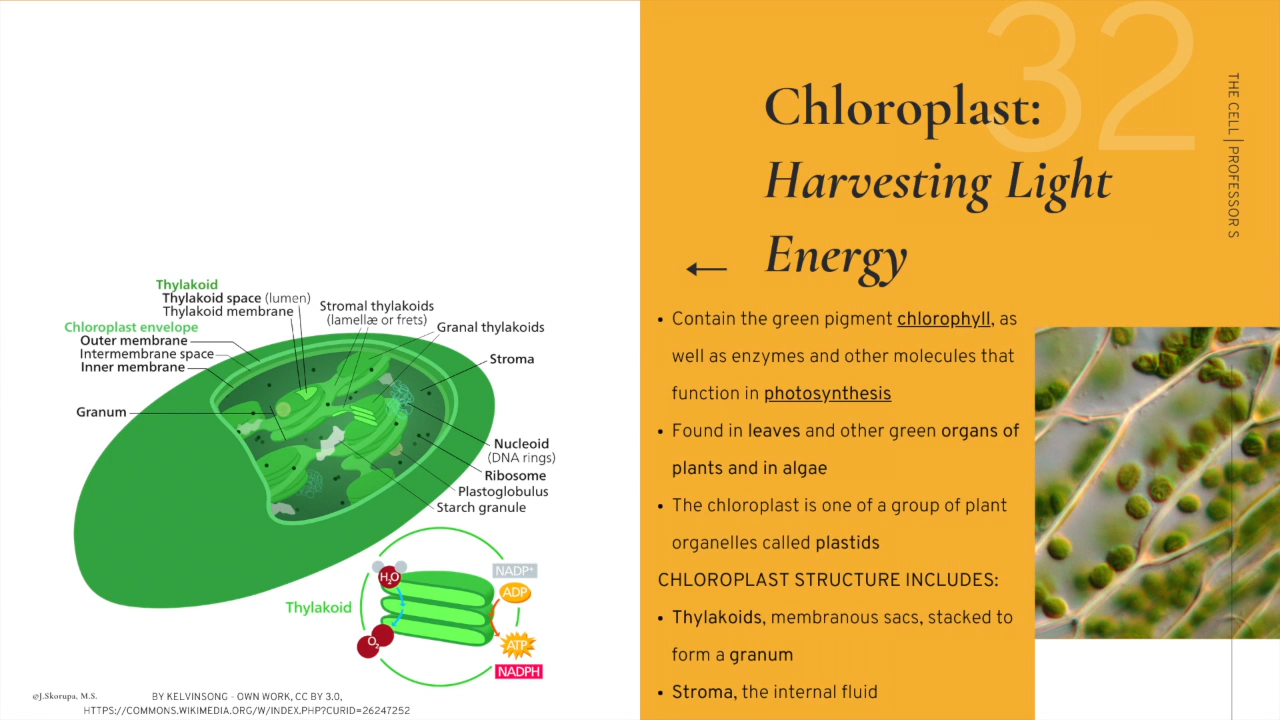 32
THE CELL | PROFESSOR S
Chloroplast:
Harvesting Light
Energy
• Contain the green pigment chlorophyll, as
well as enzymes and other molecules that
function in photosynthesis
• Found in leaves and other green organs of
plants and in algae
• The chloroplast is one of a group of plant
organelles called plastids
CHLOROPLAST STRUCTURE INCLUDES:
• Thylakoids, membranous sacs, stacked to
form a granum
• Stroma, the internal fluid
Thylakoid
Thylakoid space (lumen)
Thylakoid membrane
Stromal thylakoids
(lamellæ or frets)
Granal thylakoids
Chloroplast envelope
Outer membrane
Intermembrane space
Inner membrane
Stroma
Granum
Nucleoid
(DNA rings)
Ribosome
Plastoglobulus
Starch granule
Thylakoid
H₂O
O₂
NADP⁺
ADP
ATP
NADPH
@J.Skorupa, M.S.
BY KELVINSONG - OWN WORK, CC BY 3.0,
HTTPS://COMMONS.WIKIMEDIA.ORG/W/INDEX.PHP?CURID=26247252